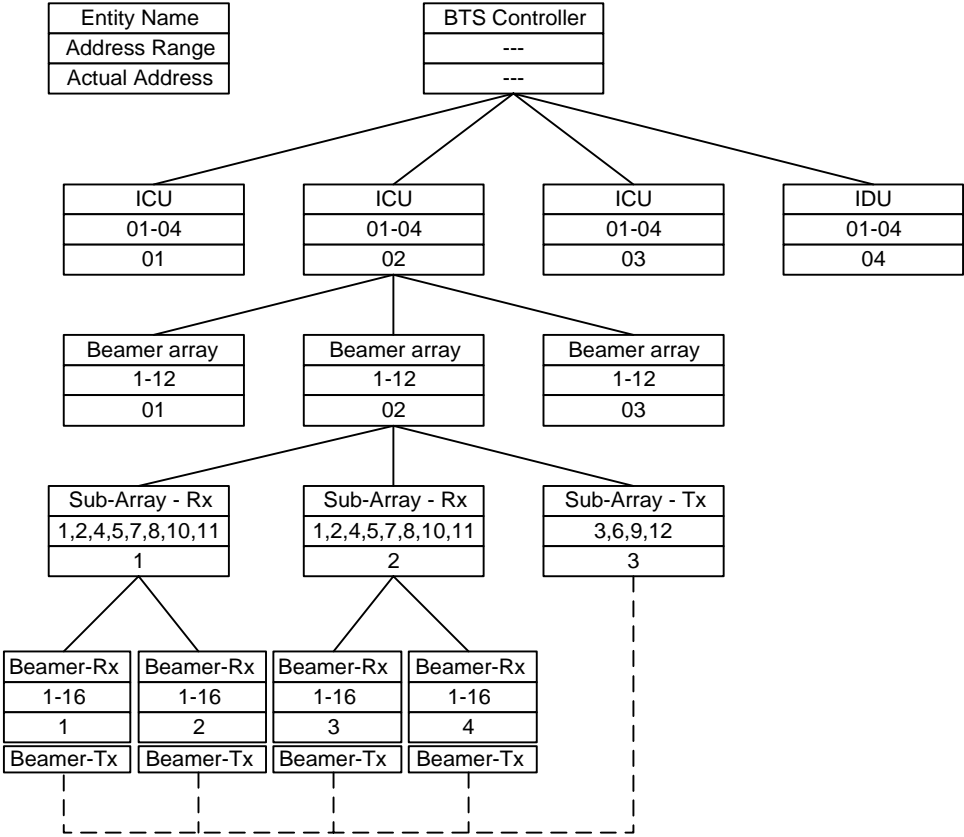 Entity Name
Address Range
Actual Address
BTS Controller
---
---
ICU
01-04
01
ICU
01-04
02
ICU
01-04
03
IDU
01-04
04
Beamer array
1-12
01
Beamer array
1-12
02
Beamer array
1-12
03
Sub-Array - Rx
1,2,4,5,7,8,10,11
1
Sub-Array - Rx
1,2,4,5,7,8,10,11
2
Sub-Array - Tx
3,6,9,12
3
Beamer-Rx
1-16
1
Beamer-Tx
Beamer-Rx
1-16
2
Beamer-Tx
Beamer-Rx
1-16
3
Beamer-Tx
Beamer-Rx
1-16
4
Beamer-Tx